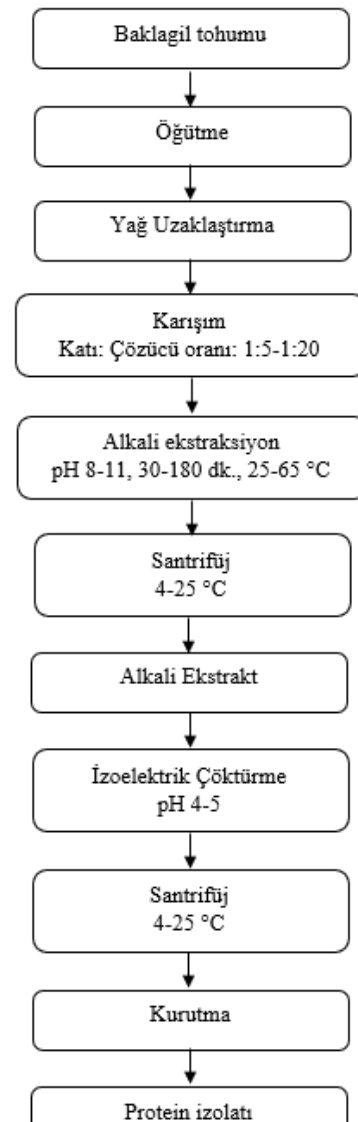 Baklagil tohumu
Öğütme
Yağ Uzaklaştırma
Karışım
Katı: Çözücü oranı: 1:5-1:20
Alkali ekstraksiyon
pH 8-11, 30-180 dk., 25-65 °C
Santrifüj
4-25 °C
Alkali Ekstrakt
İzoelektrik Çöktürme
pH 4-5
Santrifüj
4-25 °C
Kurutma
Protein izolatı